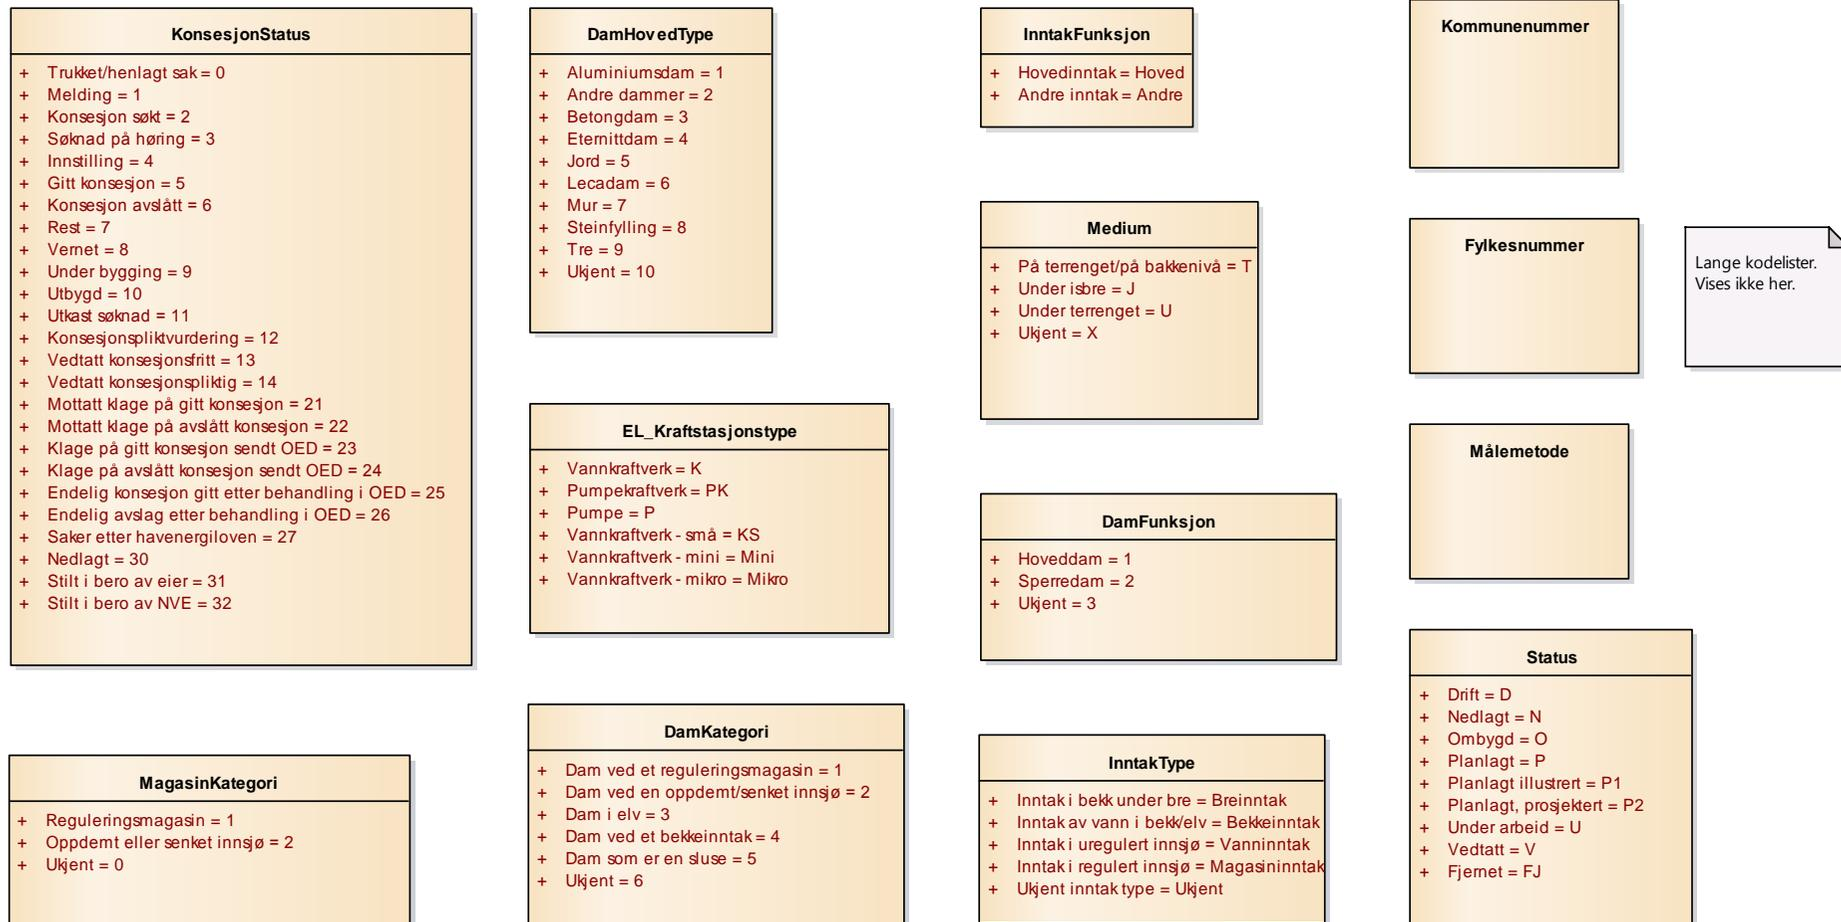 KonsesjonStatus
+ Trukket/henlagt sak = 0
+ Melding = 1
+ Konsesjon søkt = 2
+ Søknad på høring = 3
+ Innstilling = 4
+ Gitt konsesjon = 5
+ Konsesjon avslått = 6
+ Rest = 7
+ Vernet = 8
+ Under bygging = 9
+ Utbygd = 10
+ Utkast søknad = 11
+ Konsesjonspliktvurdering = 12
+ Vedtatt konsesjonsfritt = 13
+ Vedtatt konsesjonspliktig = 14
+ Mottatt klage på gitt konsesjon = 21
+ Mottatt klage på avslått konsesjon = 22
+ Klage på gitt konsesjon sendt OED = 23
+ Klage på avslått konsesjon sendt OED = 24
+ Endelig konsesjon gitt etter behandling i OED = 25
+ Endelig avslag etter behandling i OED = 26
+ Saker etter havenergiloven = 27
+ Nedlagt = 30
+ Stilt i bero av eier = 31
+ Stilt i bero av NVE = 32
MagasinKategori
+ Reguleringsmagasin = 1
+ Oppdemt eller senket innsjø = 2
+ Ukjent = 0
DamHovedType
+ Aluminiumsdam = 1
+ Andre dammer = 2
+ Betongdam = 3
+ Eternittdam = 4
+ Jord = 5
+ Lecadam = 6
+ Mur = 7
+ Steinfylling = 8
+ Tre = 9
+ Ukjent = 10
EL_Kraftstasjonstype
+ Vannkraftverk = K
+ Pumpekraftverk = PK
+ Pumpe = P
+ Vannkraftverk - små = KS
+ Vannkraftverk - mini = Mini
+ Vannkraftverk - mikro = Mikro
DamKategori
+ Dam ved et reguleringsmagasin = 1
+ Dam ved en oppdemt/senket innsjø = 2
+ Dam i elv = 3
+ Dam ved et bekkeinntak = 4
+ Dam som er en sluse = 5
+ Ukjent = 6
InntakFunksjon
+ Hovedinntak = Hoved
+ Andre inntak = Andre
Medium
+ På terrenget/på bakkenivå = T
+ Under isbre = J
+ Under terrenget = U
+ Ukjent = X
DamFunksjon
+ Hoveddam = 1
+ Sperredam = 2
+ Ukjent = 3
InntakType
+ Inntak i bekk under bre = Breinntak
+ Inntak av vann i bekk/elv = Bekkeinntak
+ Inntak i uregulert innsjø = Vanninntak
+ Inntak i regulert innsjø = Magasininntak
+ Ukjent inntak type = Ukjent
Kommunenummer
Fylkesnummer
Lange kodelister.
Vises ikke her.
Målemetode
Status
+ Drift = D
+ Nedlagt = N
+ Ombygd = O
+ Planlagt = P
+ Planlagt illustrert = P1
+ Planlagt, prosjektert = P2
+ Under arbeid = U
+ Vedtatt = V
+ Fjernet = FJ